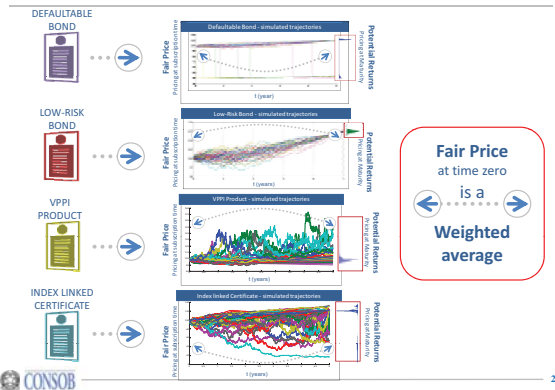 DEFAULTABLE
BOND
Defaultable Bond - simulated trajectories
Fair Price
Pricing at subscription time
t (year)
Potential Returns
Pricing at Maturity
LOW-RISK
BOND
Low-Risk Bond - simulated trajectories
Fair Price
Pricing at subscription time
t (years)
Potential Returns
Pricing at Maturity
VPPI
PRODUCT
VPPI Product - simulated trajectories
Fair Price
Pricing at subscription time
t (years)
Potential Returns
Pricing at Maturity
INDEX LINKED
CERTIFICATE
Index linked Certificate - simulated trajectories
Fair Price
Pricing at subscription time
t (years)
Potential Returns
Pricing at Maturity
Fair Price
at time zero
is a
Weighted
average
CONSOB
2